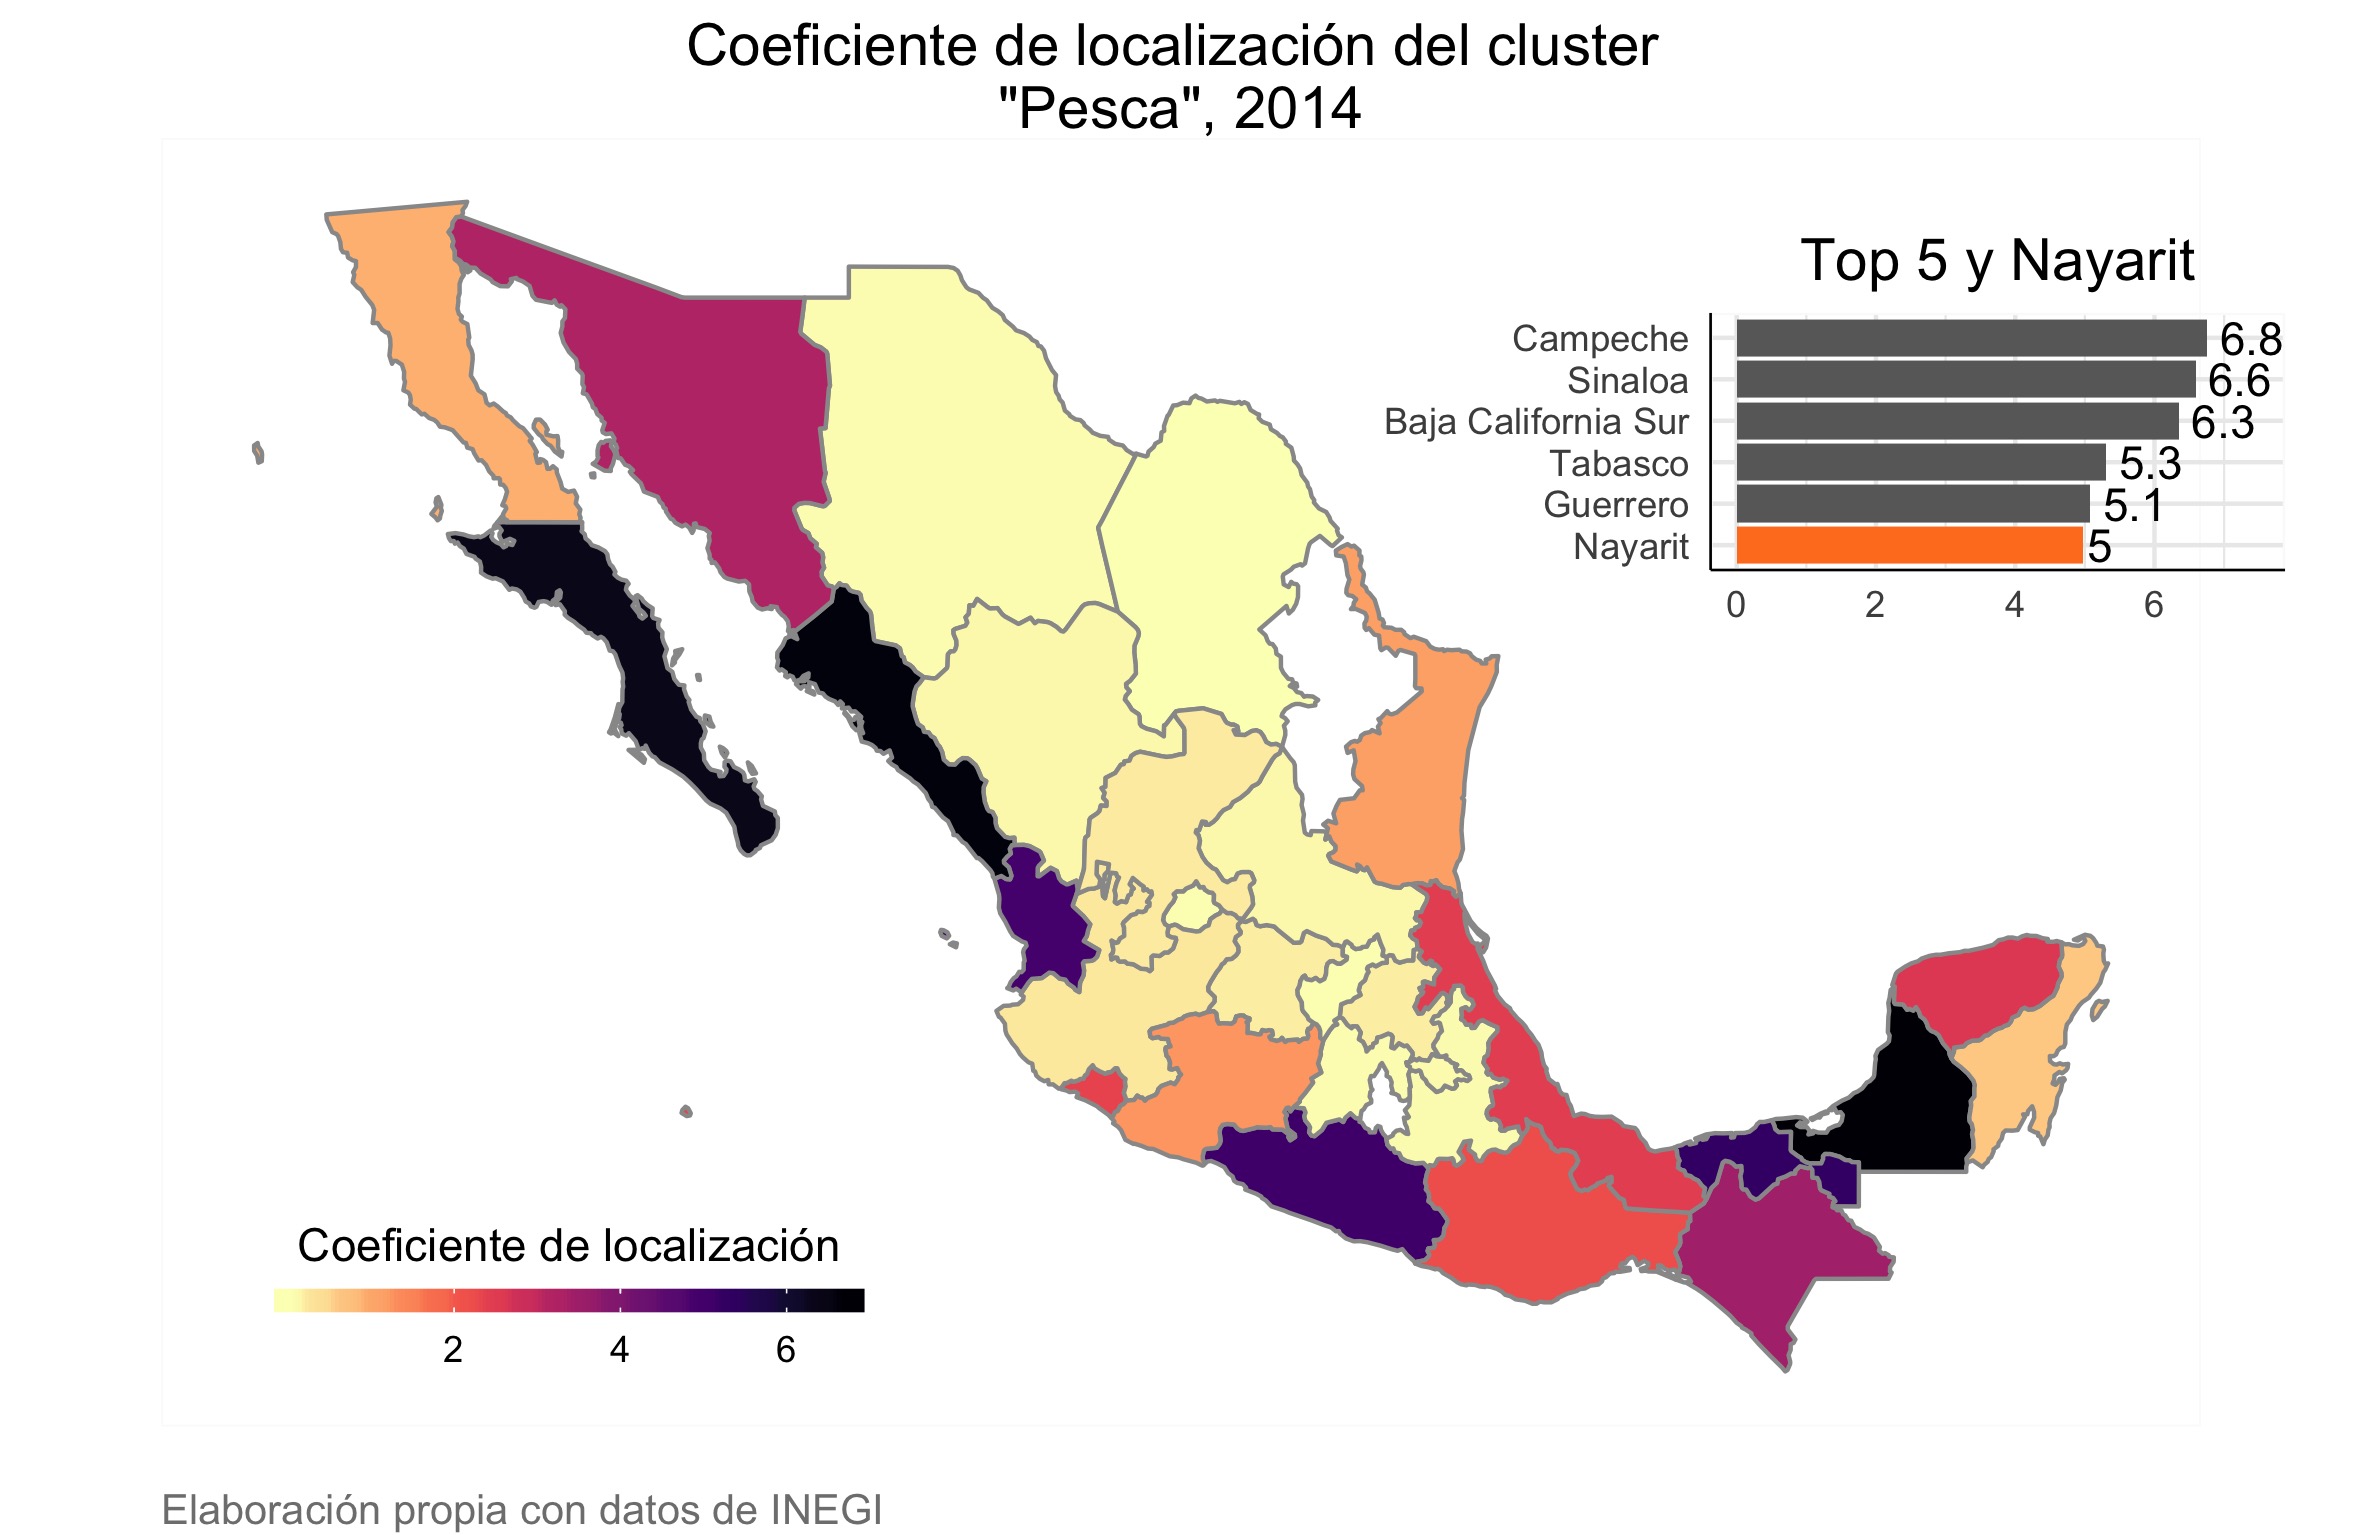 Coeficiente de localización del cluster
"Pesca", 2014
Top 5 y Nayarit
Campeche 6.8
Sinaloa 6.6
Baja California Sur 6.3
Tabasco 5.3
Guerrero 5.1
Nayarit 5
0 2 4 6
Coeficiente de localización
2 4 6
Elaboración propia con datos de INEGI